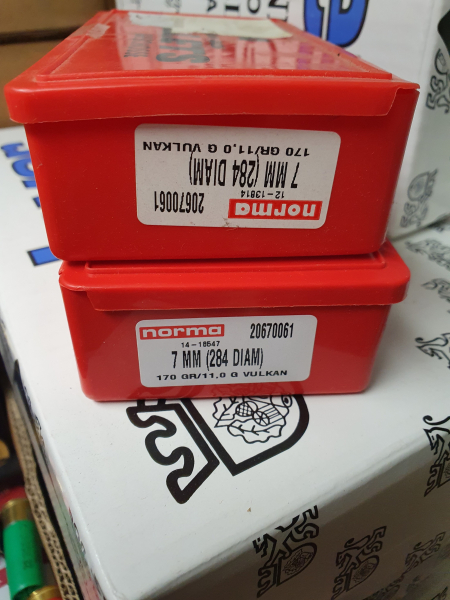 norma 20670061
12-13814
7 MM (284 DIAM)
170 GR/11,0 G VULKAN
norma 20670061
14-16547
7 MM (284 DIAM)
170 GR/11,0 G VULKAN